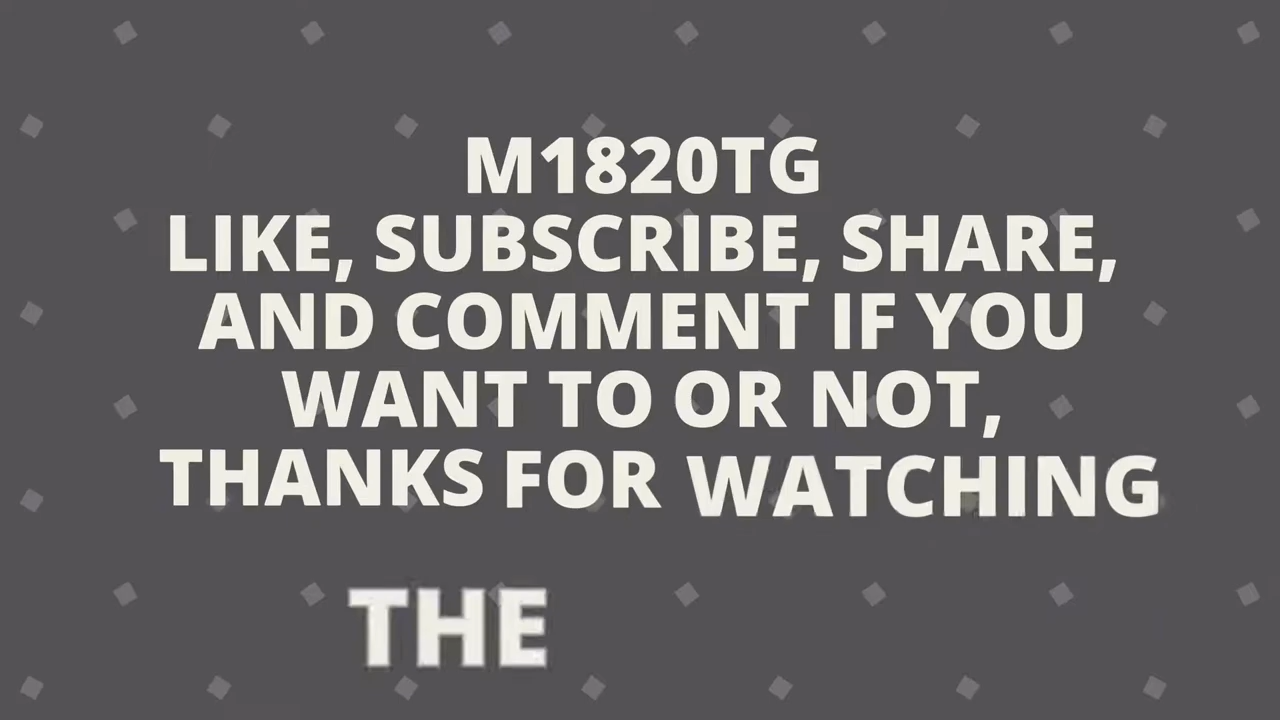 M1820TG
LIKE, SUBSCRIBE, SHARE,
AND COMMENT IF YOU
WANT TO OR NOT,
THANKS FOR WATCHING
THE